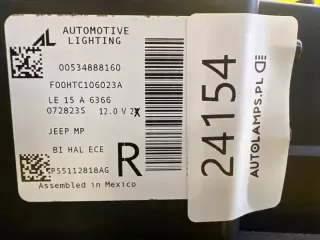 AL AUTOMOTIVE
LIGHTING
00534888160
F00HTC106023A
LE 15 A 6366
072823S 12.0 V 2X
JEEP MP
BI HAL ECE
R
P55112818AG
Assembled in Mexico
24154
AUTOLAMPS.PL